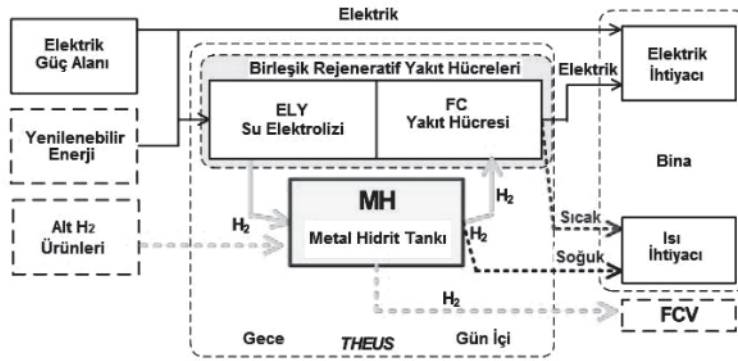 Elektrik
Elektrik
Güç Alanı
Birleşik Rejeneratif Yakıt Hücreleri
Elektrik
Elektrik
İhtiyacı
ELY
Su Elektrolizi
FC
Yakıt Hücresi
Yenilenebilir
Enerji
Bina
MH
Metal Hidrit Tankı
H2
H2
H2
Alt H2
Ürünleri
Sıcak
Soğuk
Isı
İhtiyacı
H2
FCV
Gece
THEUS
Gün İçi